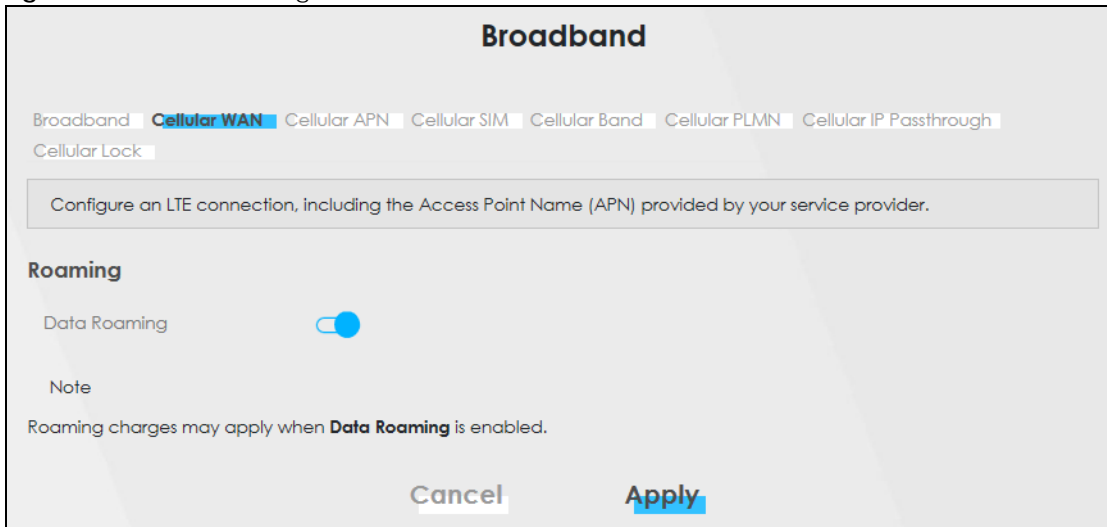 Broadband
Broadband Cellular WAN Cellular APN Cellular SIM Cellular Band Cellular PLMN Cellular IP Passthrough
Cellular Lock
Configure an LTE connection, including the Access Point Name (APN) provided by your service provider.
Roaming
Data Roaming
Note
Roaming charges may apply when Data Roaming is enabled.
Cancel Apply